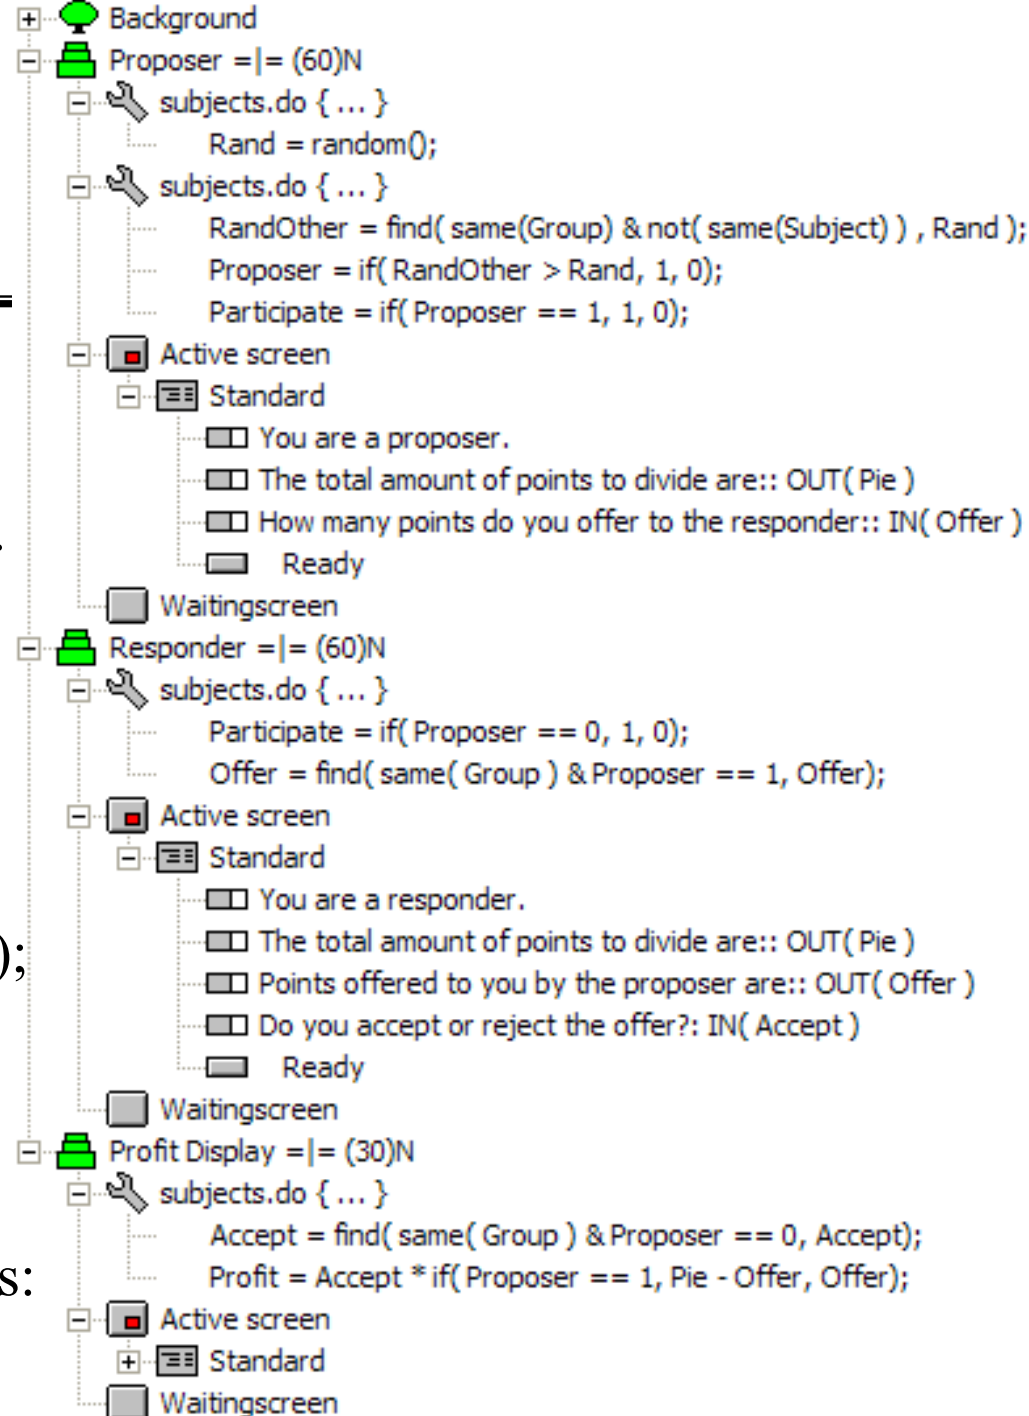 Background
Proposer =|= (60)N
subjects.do { ... }
Rand = random();
subjects.do { ... }
RandOther = find( same(Group) & not( same(Subject) ) , Rand );
Proposer = if( RandOther > Rand, 1, 0);
Participate = if( Proposer == 1, 1, 0);
Active screen
Standard
You are a proposer.
The total amount of points to divide are:: OUT( Pie )
How many points do you offer to the responder:: IN( Offer )
.
Ready
Waitingscreen
Responder =|= (60)N
subjects.do { ... }
Participate = if( Proposer == 0, 1, 0);
Offer = find( same( Group ) & Proposer == 1, Offer);
Active screen
Standard
You are a responder.
The total amount of points to divide are:: OUT( Pie )
);
Points offered to you by the proposer are:: OUT( Offer )
Do you accept or reject the offer?: IN( Accept )
Ready
Waitingscreen
Profit Display =|= (30)N
subjects.do { ... }
Accept = find( same( Group ) & Proposer == 0, Accept);
s:
Profit = Accept * if( Proposer == 1, Pie - Offer, Offer);
Active screen
Standard
Waitingscreen